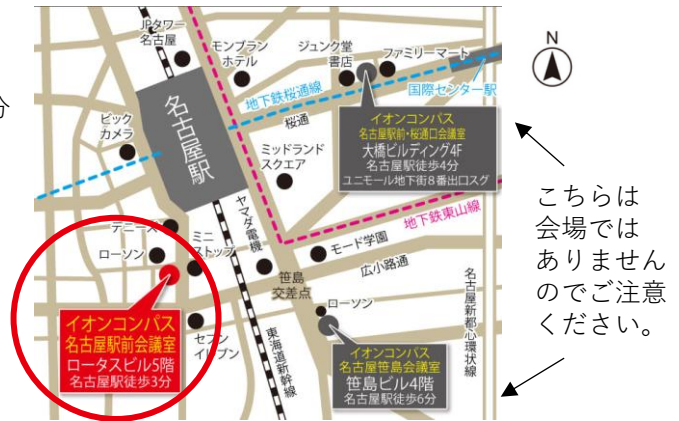 JPタワー
名古屋
モンブラン
ホテル
ジュンク堂
書店
ファミリーマート
N
分
ビック
カメラ
名古屋駅
地下鉄桜通線
桜通
国際センター駅
イオンコンパス
名古屋駅前・桜通口会議室
大橋ビルディング4F
名古屋駅徒歩4分
ユニモール地下街8番出口スグ
ミッドランド
スクエア
こちらは
会場では
ありません
のでご注意
ください。
デニーズ
ローソン
ミニ
ストップ
ヤマダ電機
地下鉄東山線
モード学園
広小路通
笹島
交差点
ローソン
名古屋新都心環状線
イオンコンパス
名古屋駅前会議室
ロータスビル5階
名古屋駅徒歩3分
セブン
イレブン
東海道新幹線
イオンコンパス
名古屋笹島会議室
笹島ビル4階
名古屋駅徒歩6分